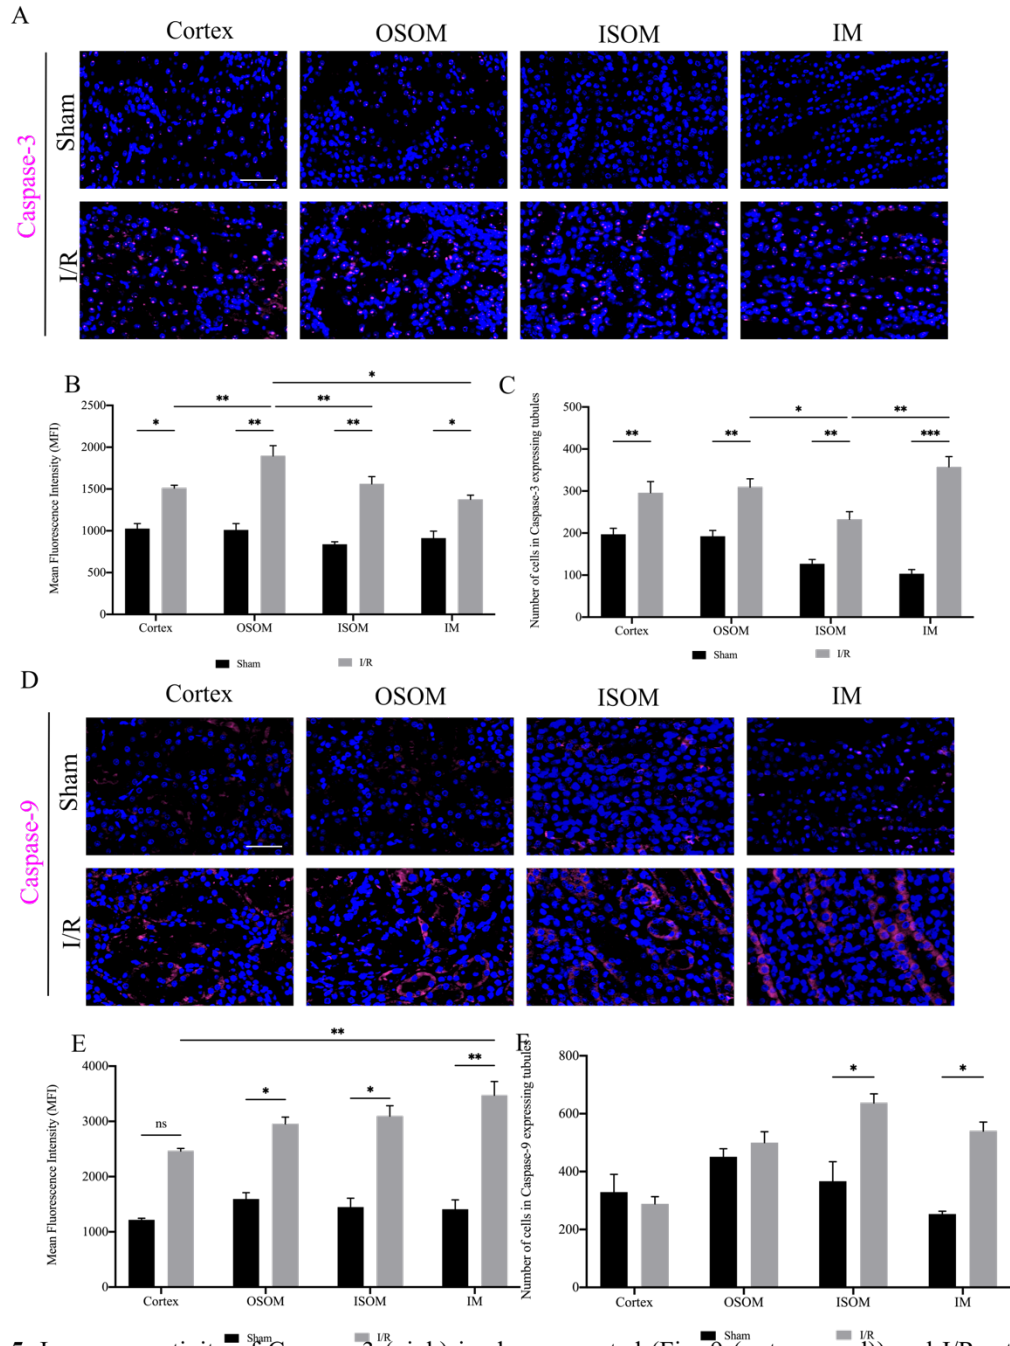 A
Cortex OSOM ISOM IM
Caspase-3
Sham
I/R
B
Mean Fluorescence Intensity (MFI)
2500
2000
1500
1000
500
0
* ** ** *
** **
*
Cortex OSOM ISOM IM
Sham I/R
C
Number of cells in Caspase-3 expressing tubules
500
400
300
200
100
0
** ** ** ***
* **
Cortex OSOM ISOM IM
Sham I/R
D
Cortex OSOM ISOM IM
Caspase-9
Sham
I/R
E
Mean Fluorescence Intensity (MFI)
4000
3000
2000
1000
0
ns * * **
**
Cortex OSOM ISOM IM
Sham I/R
F
Number of cells in Caspase-9 expressing tubules
800
600
400
200
0
* *
Cortex OSOM ISOM IM
Sham I/R